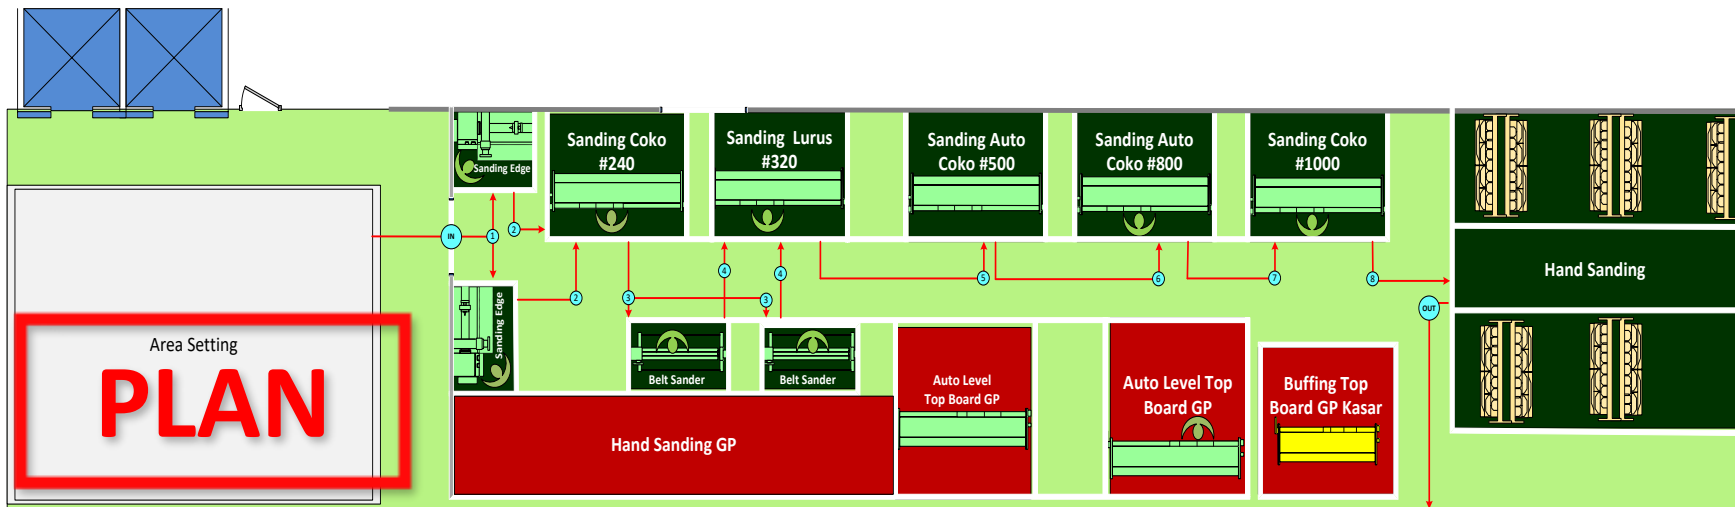 Sanding Edge
Sanding Coko
#240
Sanding Lurus
#320
Sanding Auto
Coko #500
Sanding Auto
Coko #800
Sanding Coko
#1000
IN
1
2
2
3
3
4
4
5
6
7
8
Hand Sanding
OUT
Sanding Edge
Area Setting
PLAN
Belt Sander
Belt Sander
Auto Level
Top Board GP
Auto Level Top
Board GP
Buffing Top
Board GP Kasar
Hand Sanding GP